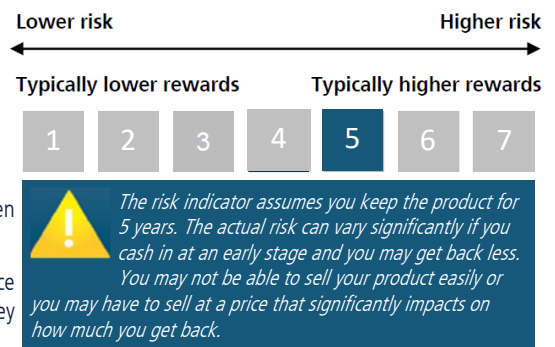 Lower risk Higher risk
Typically lower rewards Typically higher rewards
1 2 3 4 5 6 7
The risk indicator assumes you keep the product for
5 years. The actual risk can vary significantly if you
cash in at an early stage and you may get back less.
You may not be able to sell your product easily or
you may have to sell at a price that significantly impacts on
how much you get back.